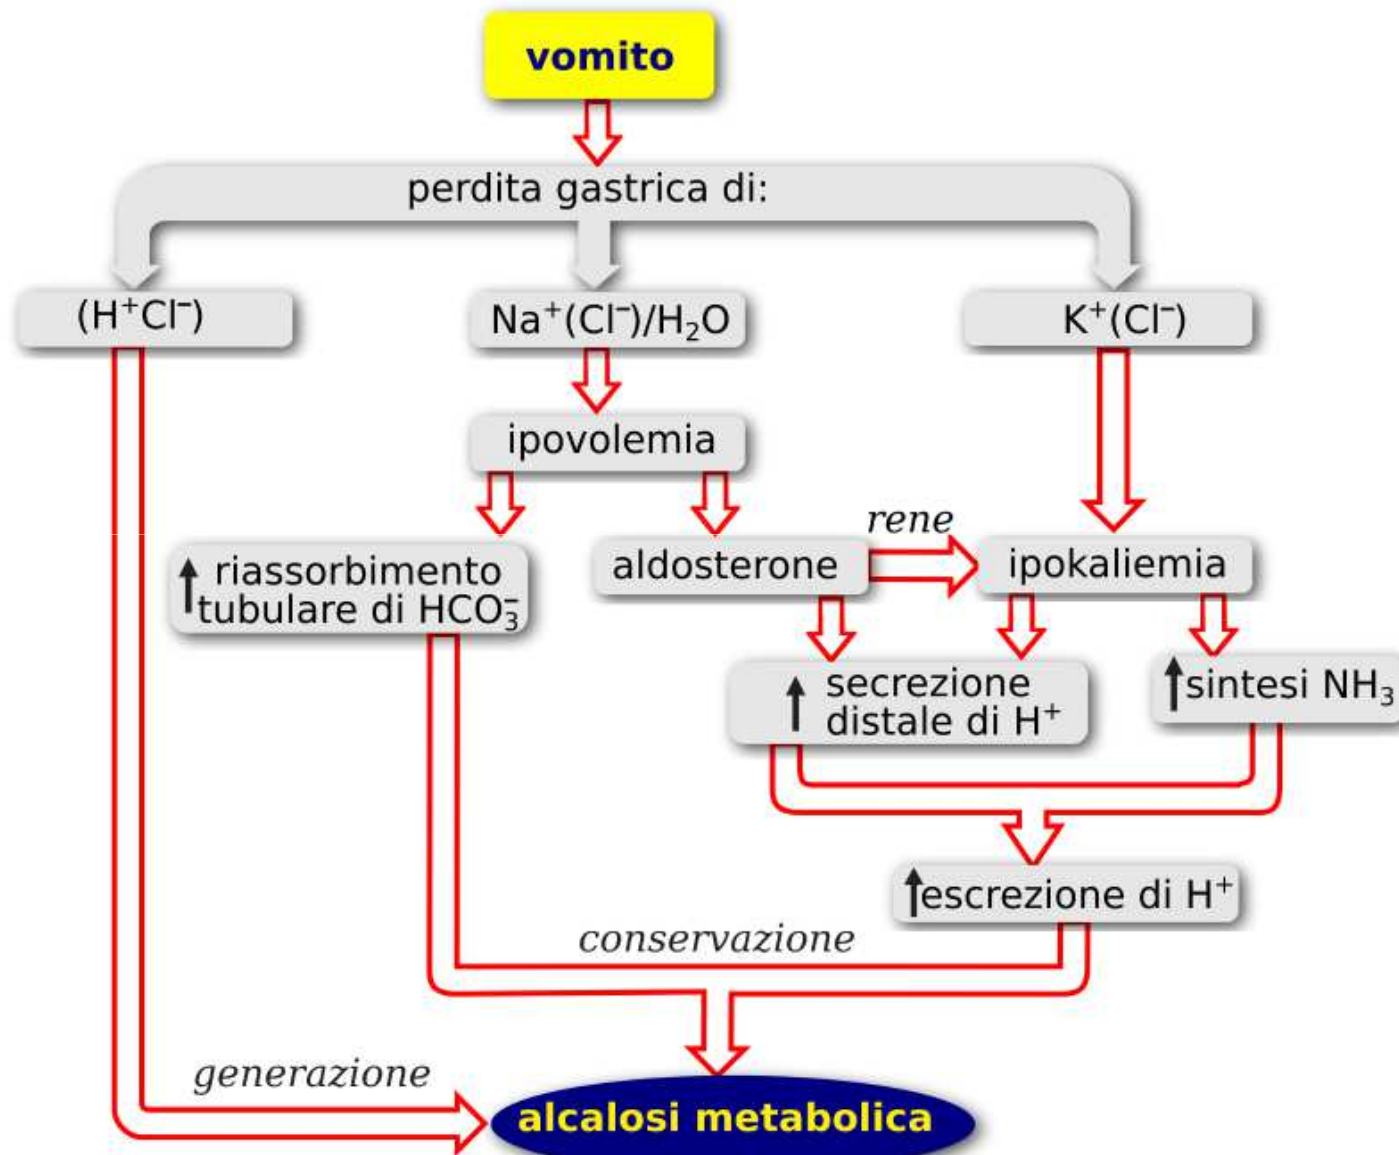 vomito
perdita gastrica di:
(H⁺Cl⁻)
Na⁺(Cl⁻)/H₂O
K⁺(Cl⁻)
ipovolemia
rene
riassorbimento
tubulare di HCO₃⁻
aldosterone
ipokaliemia
secrezione
distale di H⁺
sintesi NH₃
escrezione di H⁺
conservazione
generazione
alcalosi metabolica